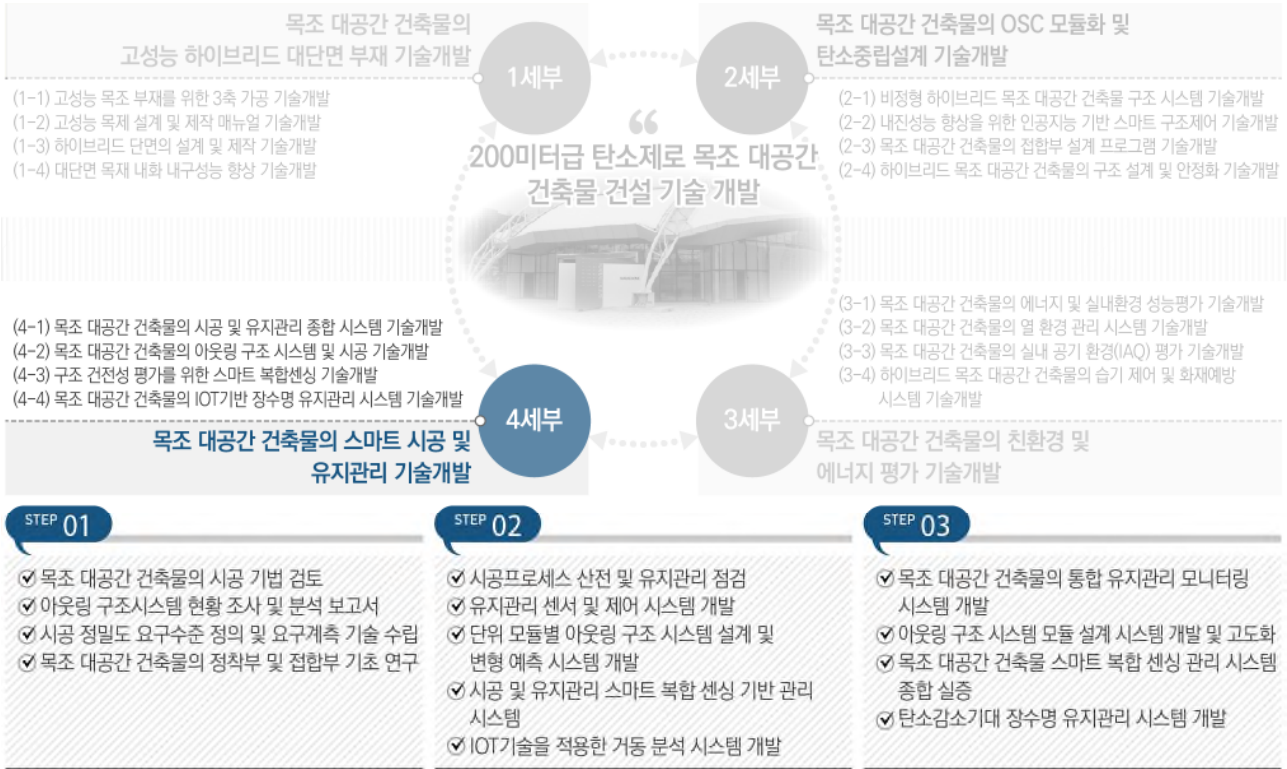 목조 대공간 건축물의
고성능 하이브리드 대단면 부재 기술개발
1세부
(1-1) 고성능 목조 부재를 위한 3축 가공 기술개발
(1-2) 고성능 목제 설계 및 제작 매뉴얼 기술개발
(1-3) 하이브리드 단면의 설계 및 제작 기술개발
(1-4) 대단면 목재 내화 내구성능 향상 기술개발
목조 대공간 건축물의 OSC 모듈화 및
탄소중립설계 기술개발
2세부
(2-1) 비정형 하이브리드 목조 대공간 건축물 구조 시스템 기술개발
(2-2) 내진성능 향상을 위한 인공지능 기반 스마트 구조제어 기술개발
(2-3) 목조 대공간 건축물의 접합부 설계 프로그램 기술개발
(2-4) 하이브리드 목조 대공간 건축물의 구조 설계 및 안정화 기술개발
“
200미터급 탄소제로 목조 대공간
건축물 건설 기술 개발
(4-1) 목조 대공간 건축물의 시공 및 유지관리 종합 시스템 기술개발
(4-2) 목조 대공간 건축물의 아웃링 구조 시스템 및 시공 기술개발
(4-3) 구조 건전성 평가를 위한 스마트 복합센싱 기술개발
(4-4) 목조 대공간 건축물의 IOT기반 장수명 유지관리 시스템 기술개발
4세부
목조 대공간 건축물의 스마트 시공 및
유지관리 기술개발
(3-1) 목조 대공간 건축물의 에너지 및 실내환경 성능평가 기술개발
(3-2) 목조 대공간 건축물의 열 환경 관리 시스템 기술개발
(3-3) 목조 대공간 건축물의 실내 공기 환경(IAQ) 평가 기술개발
(3-4) 하이브리드 목조 대공간 건축물의 습기 제어 및 화재예방
시스템 기술개발
3세부
목조 대공간 건축물의 친환경 및
에너지 평가 기술개발
STEP 01
목조 대공간 건축물의 시공 기법 검토
아웃링 구조시스템 현황 조사 및 분석 보고서
시공 정밀도 요구수준 정의 및 요구계측 기술 수립
목조 대공간 건축물의 정착부 및 접합부 기초 연구
STEP 02
시공프로세스 산전 및 유지관리 점검
유지관리 센서 및 제어 시스템 개발
단위 모듈별 아웃링 구조 시스템 설계 및
변형 예측 시스템 개발
시공 및 유지관리 스마트 복합 센싱 기반 관리
시스템
IOT기술을 적용한 거동 분석 시스템 개발
STEP 03
목조 대공간 건축물의 통합 유지관리 모니터링
시스템 개발
아웃링 구조 시스템 모듈 설계 시스템 개발 및 고도화
목조 대공간 건축물 스마트 복합 센싱 관리 시스템
종합 실증
탄소감소기대 장수명 유지관리 시스템 개발